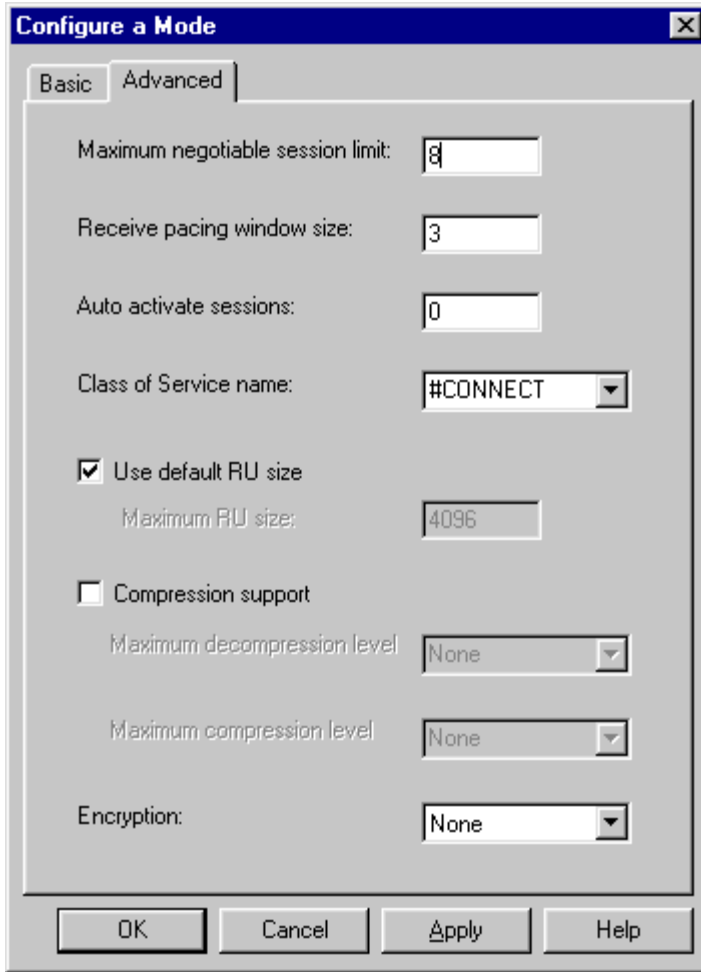 Configure a Mode
Basic Advanced
Maximum negotiable session limit: 8
Receive pacing window size: 3
Auto activate sessions: 0
Class of Service name: #CONNECT
Use default RU size
Maximum RU size: 4096
Compression support
Maximum decompression level None
Maximum compression level None
Encryption: None
OK Cancel Apply Help